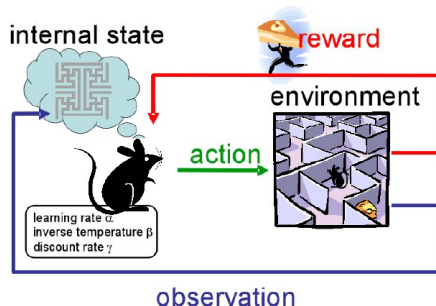 internal state
reward
environment
action
learning rate α
inverse temperature β
discount rate γ
observation